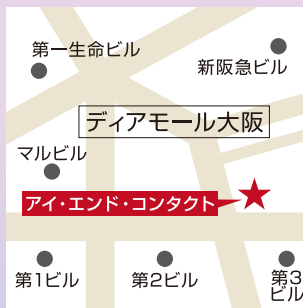 第一生命ビル
新阪急ビル
ディアモール大阪
マルビル
アイ・エンド・コンタクト
第1ビル
第2ビル
第3
ビル